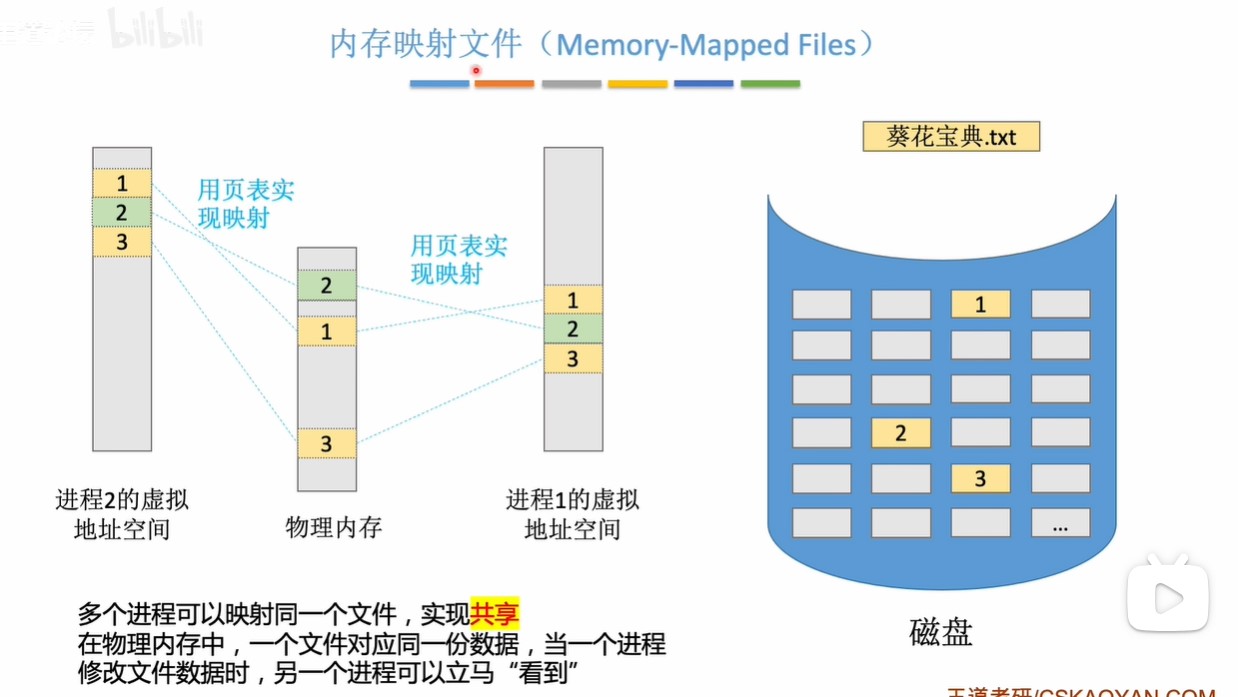 bilibili
内存映射文件（Memory-Mapped Files）
葵花宝典.txt
1
2
3
用页表实
现映射
2
1
3
用页表实
现映射
1
2
3
1
2
3
...
进程2的虚拟
地址空间
物理内存
进程1的虚拟
地址空间
磁盘
多个进程可以映射同一个文件，实现共享
在物理内存中，一个文件对应同一份数据，当一个进程
修改文件数据时，另一个进程可以立马“看到”
王道考研/CSKAOYAN.COM